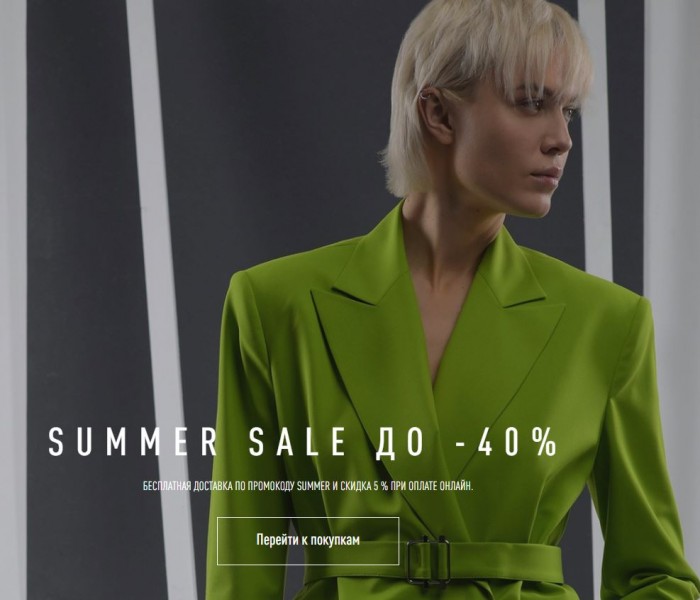 SUMMER SALE ДО -40%
БЕСПЛАТНАЯ ДОСТАВКА ПО ПРОМОКОДУ SUMMER И СКИДКА 5 % ПРИ ОПЛАТЕ ОНЛАЙН.
Перейти к покупкам